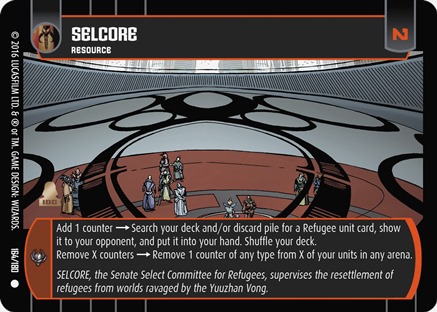 SELCORE
RESOURCE
N
© 2016 LUCASFILM LTD. & ® or TM. GAME DESIGN: WIZARDS.
Add 1 counter → Search your deck and/or discard pile for a Refugee unit card, show
it to your opponent, and put it into your hand. Shuffle your deck.
Remove X counters → Remove 1 counter of any type from X of your units in any arena.
SELCORE, the Senate Select Committee for Refugees, supervises the resettlement of
refugees from worlds ravaged by the Yuuzhan Vong.
164/180